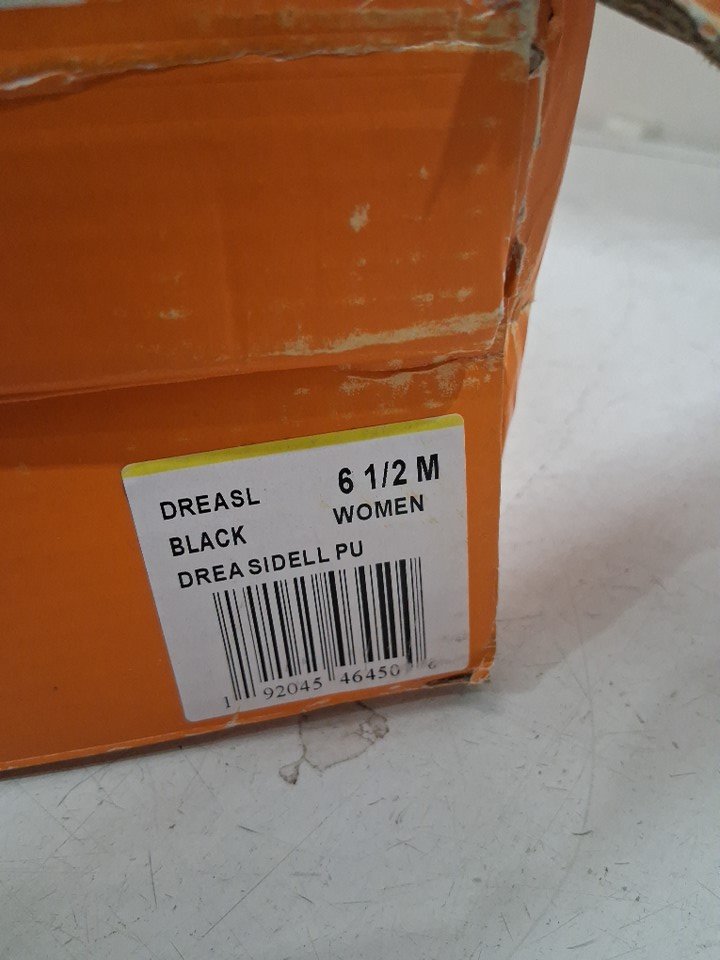 DREASL 6 1/2 M
BLACK WOMEN
DREA SIDELL PU
1 92045 46450 6